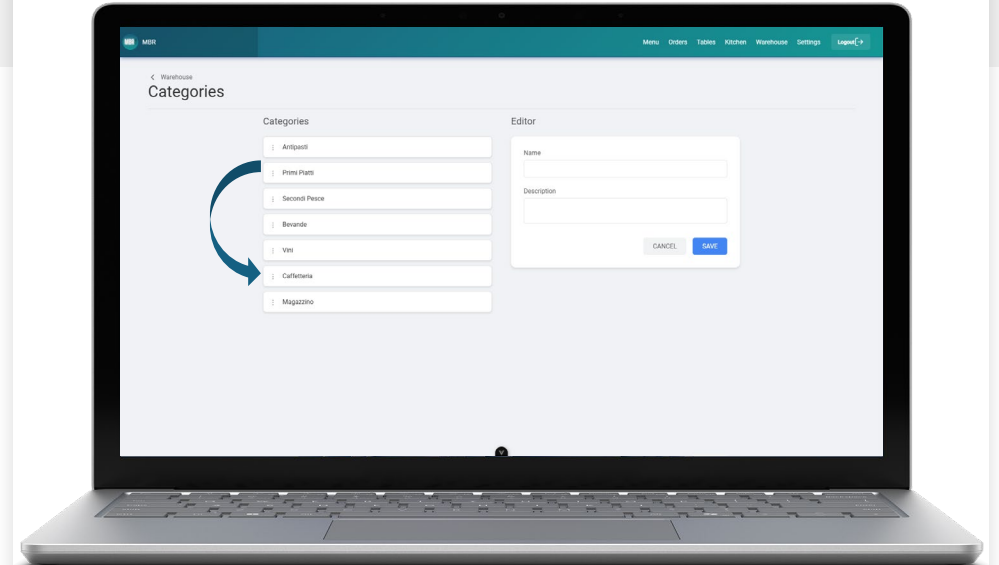 MBR
Menu Orders Tables Kitchen Warehouse Settings Logout
Warehouse
Categories
Categories
Editor
Antipasti
Primi Piatti
Secondi Pesce
Bevande
Vini
Caffetteria
Magazzino
Name
Description
CANCEL SAVE